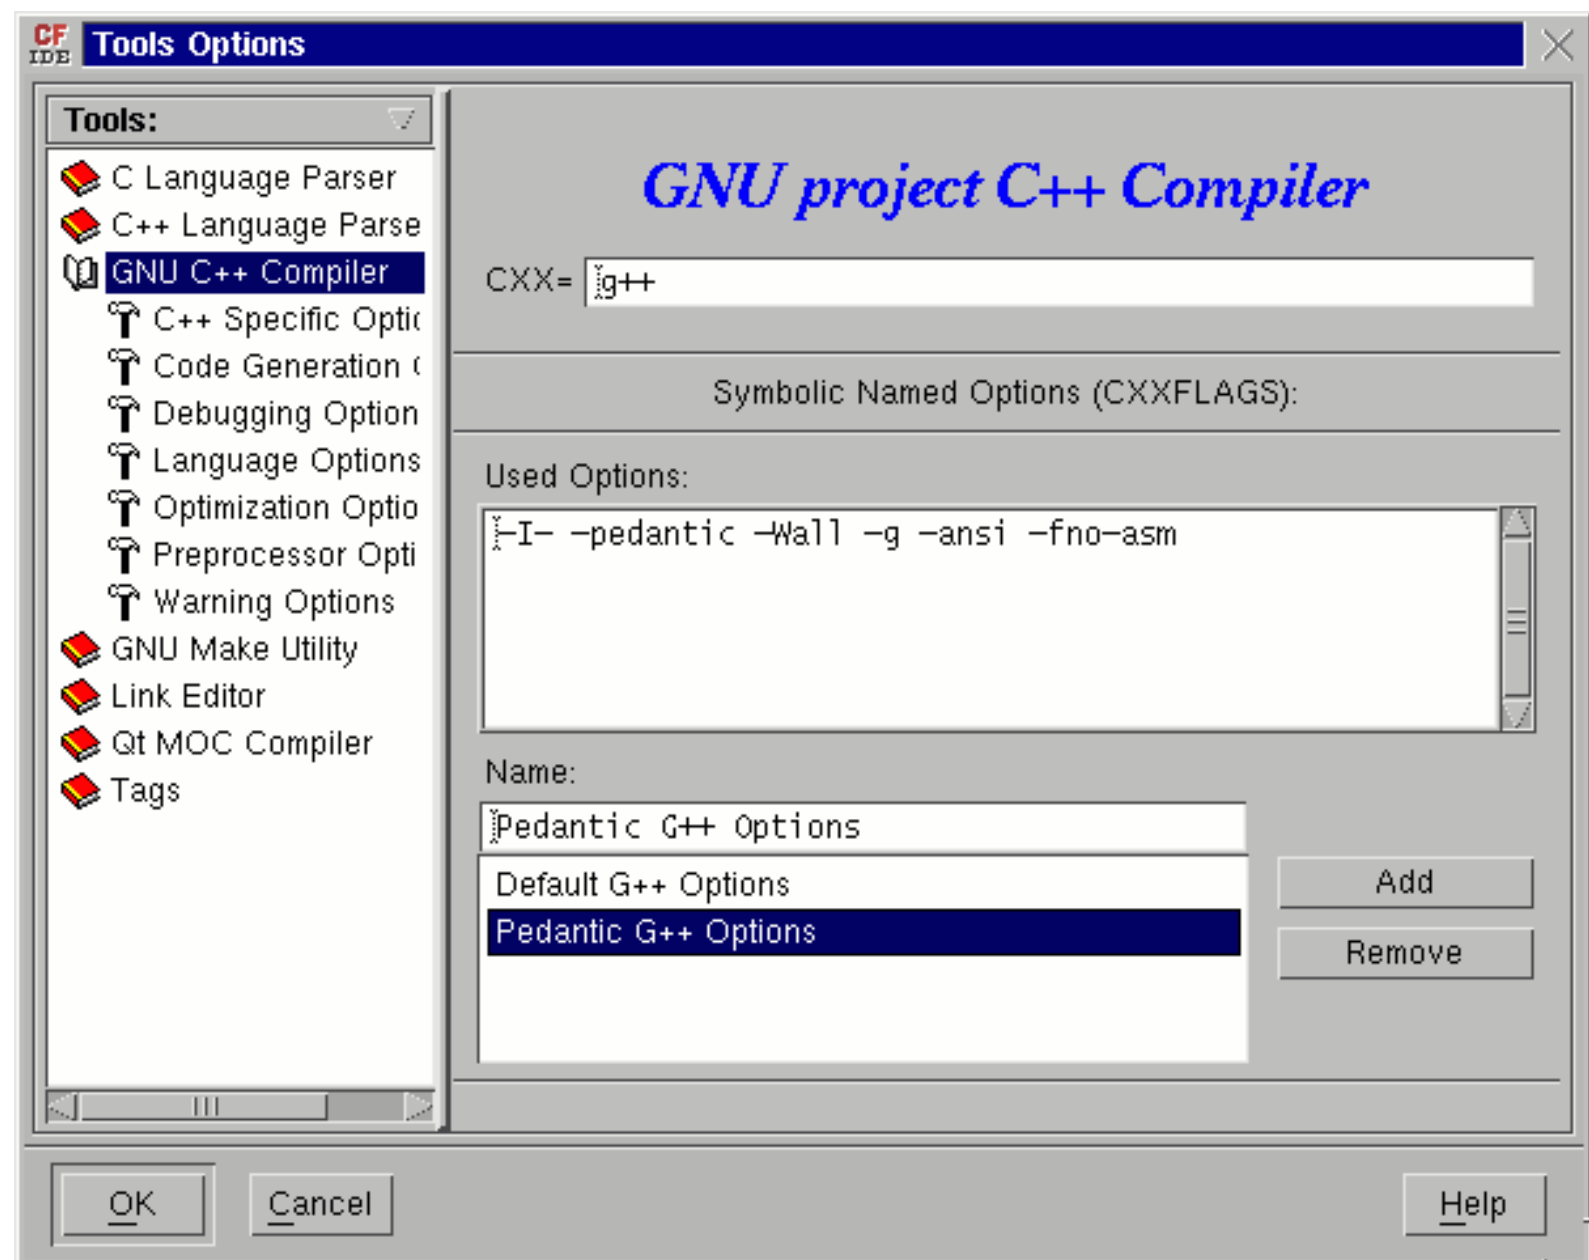 CF
IDE
Tools Options
Tools:
C Language Parser
C++ Language Parse
GNU C++ Compiler
C++ Specific Optic
Code Generation
Debugging Option
Language Options
Optimization Optio
Preprocessor Opti
Warning Options
GNU Make Utility
Link Editor
Qt MOC Compiler
Tags
GNU project C++ Compiler
CXX= g++
Symbolic Named Options (CXXFLAGS):
Used Options:
-I- -pedantic -Wall -g -ansi -fno-asm
Name:
Pedantic G++ Options
Default G++ Options
Pedantic G++ Options
Add
Remove
OK
Cancel
Help